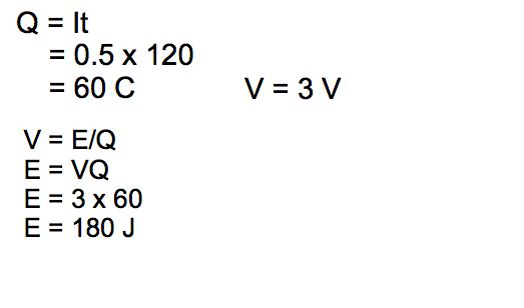 Q = It
= 0.5 x 120
= 60 C
V = 3 V
V = E/Q
E = VQ
E = 3 x 60
E = 180 J